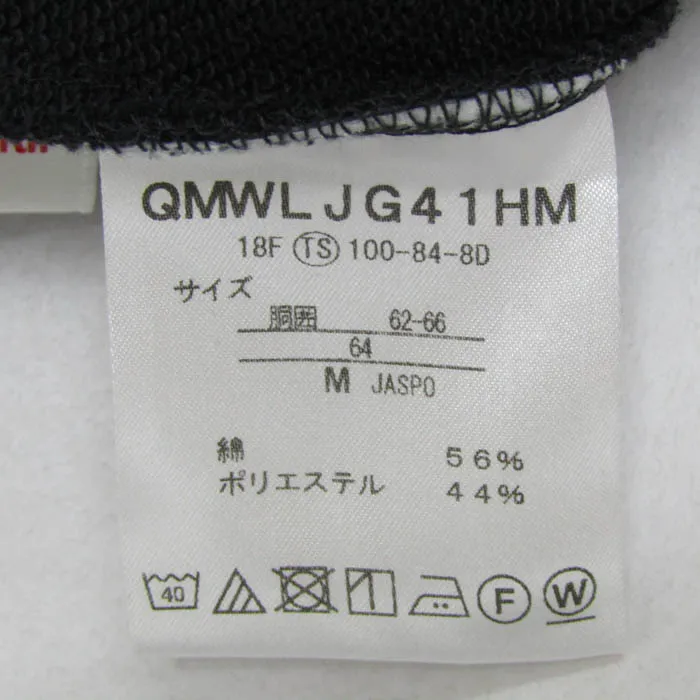 QMWLJG41HM
18F TS 100-84-8D
サイズ
胴囲 62-66
64
M JASPO
綿 56%
ポリエステル 44%
40 F W